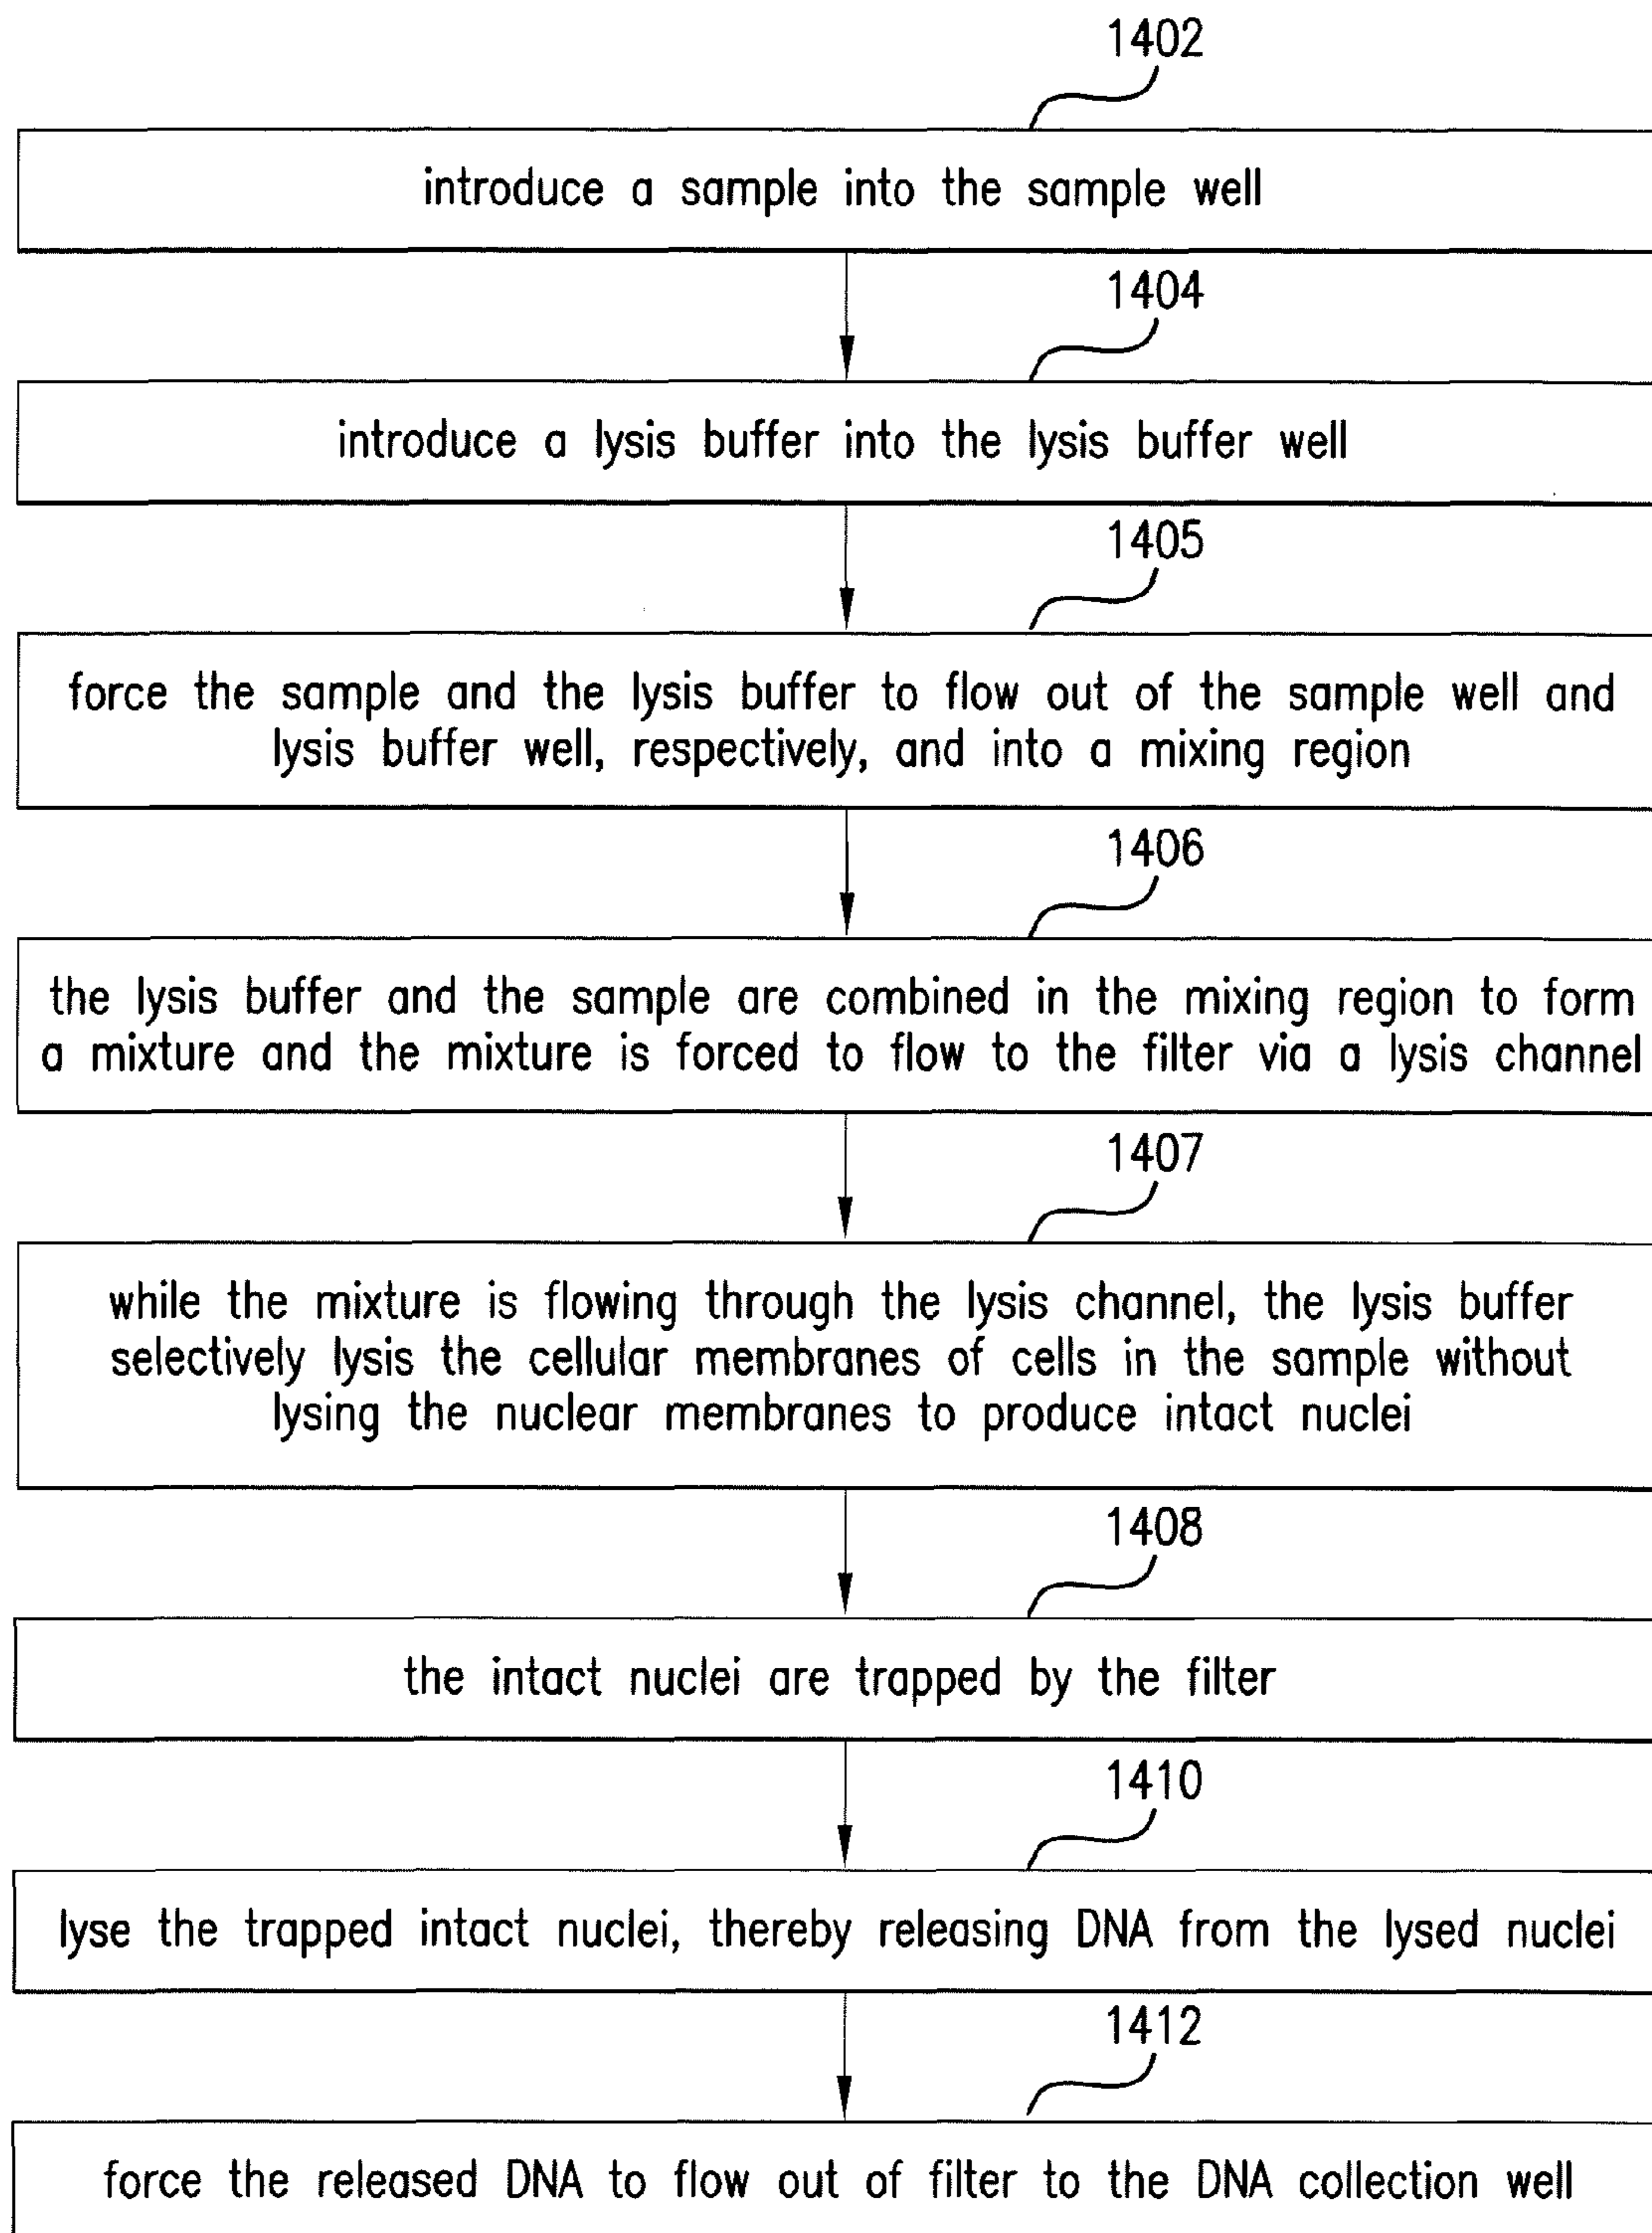 1402
introduce a sample into the sample well
1404
introduce a lysis buffer into the lysis buffer well
1405
force the sample and the lysis buffer to flow out of the sample well and
lysis buffer well, respectively, and into a mixing region
1406
the lysis buffer and the sample are combined in the mixing region to form
a mixture and the mixture is forced to flow to the filter via a lysis channel
1407
while the mixture is flowing through the lysis channel, the lysis buffer
selectively lysis the cellular membranes of cells in the sample without
lysing the nuclear membranes to produce intact nuclei
1408
the intact nuclei are trapped by the filter
1410
lyse the trapped intact nuclei, thereby releasing DNA from the lysed nuclei
1412
force the released DNA to flow out of filter to the DNA collection well